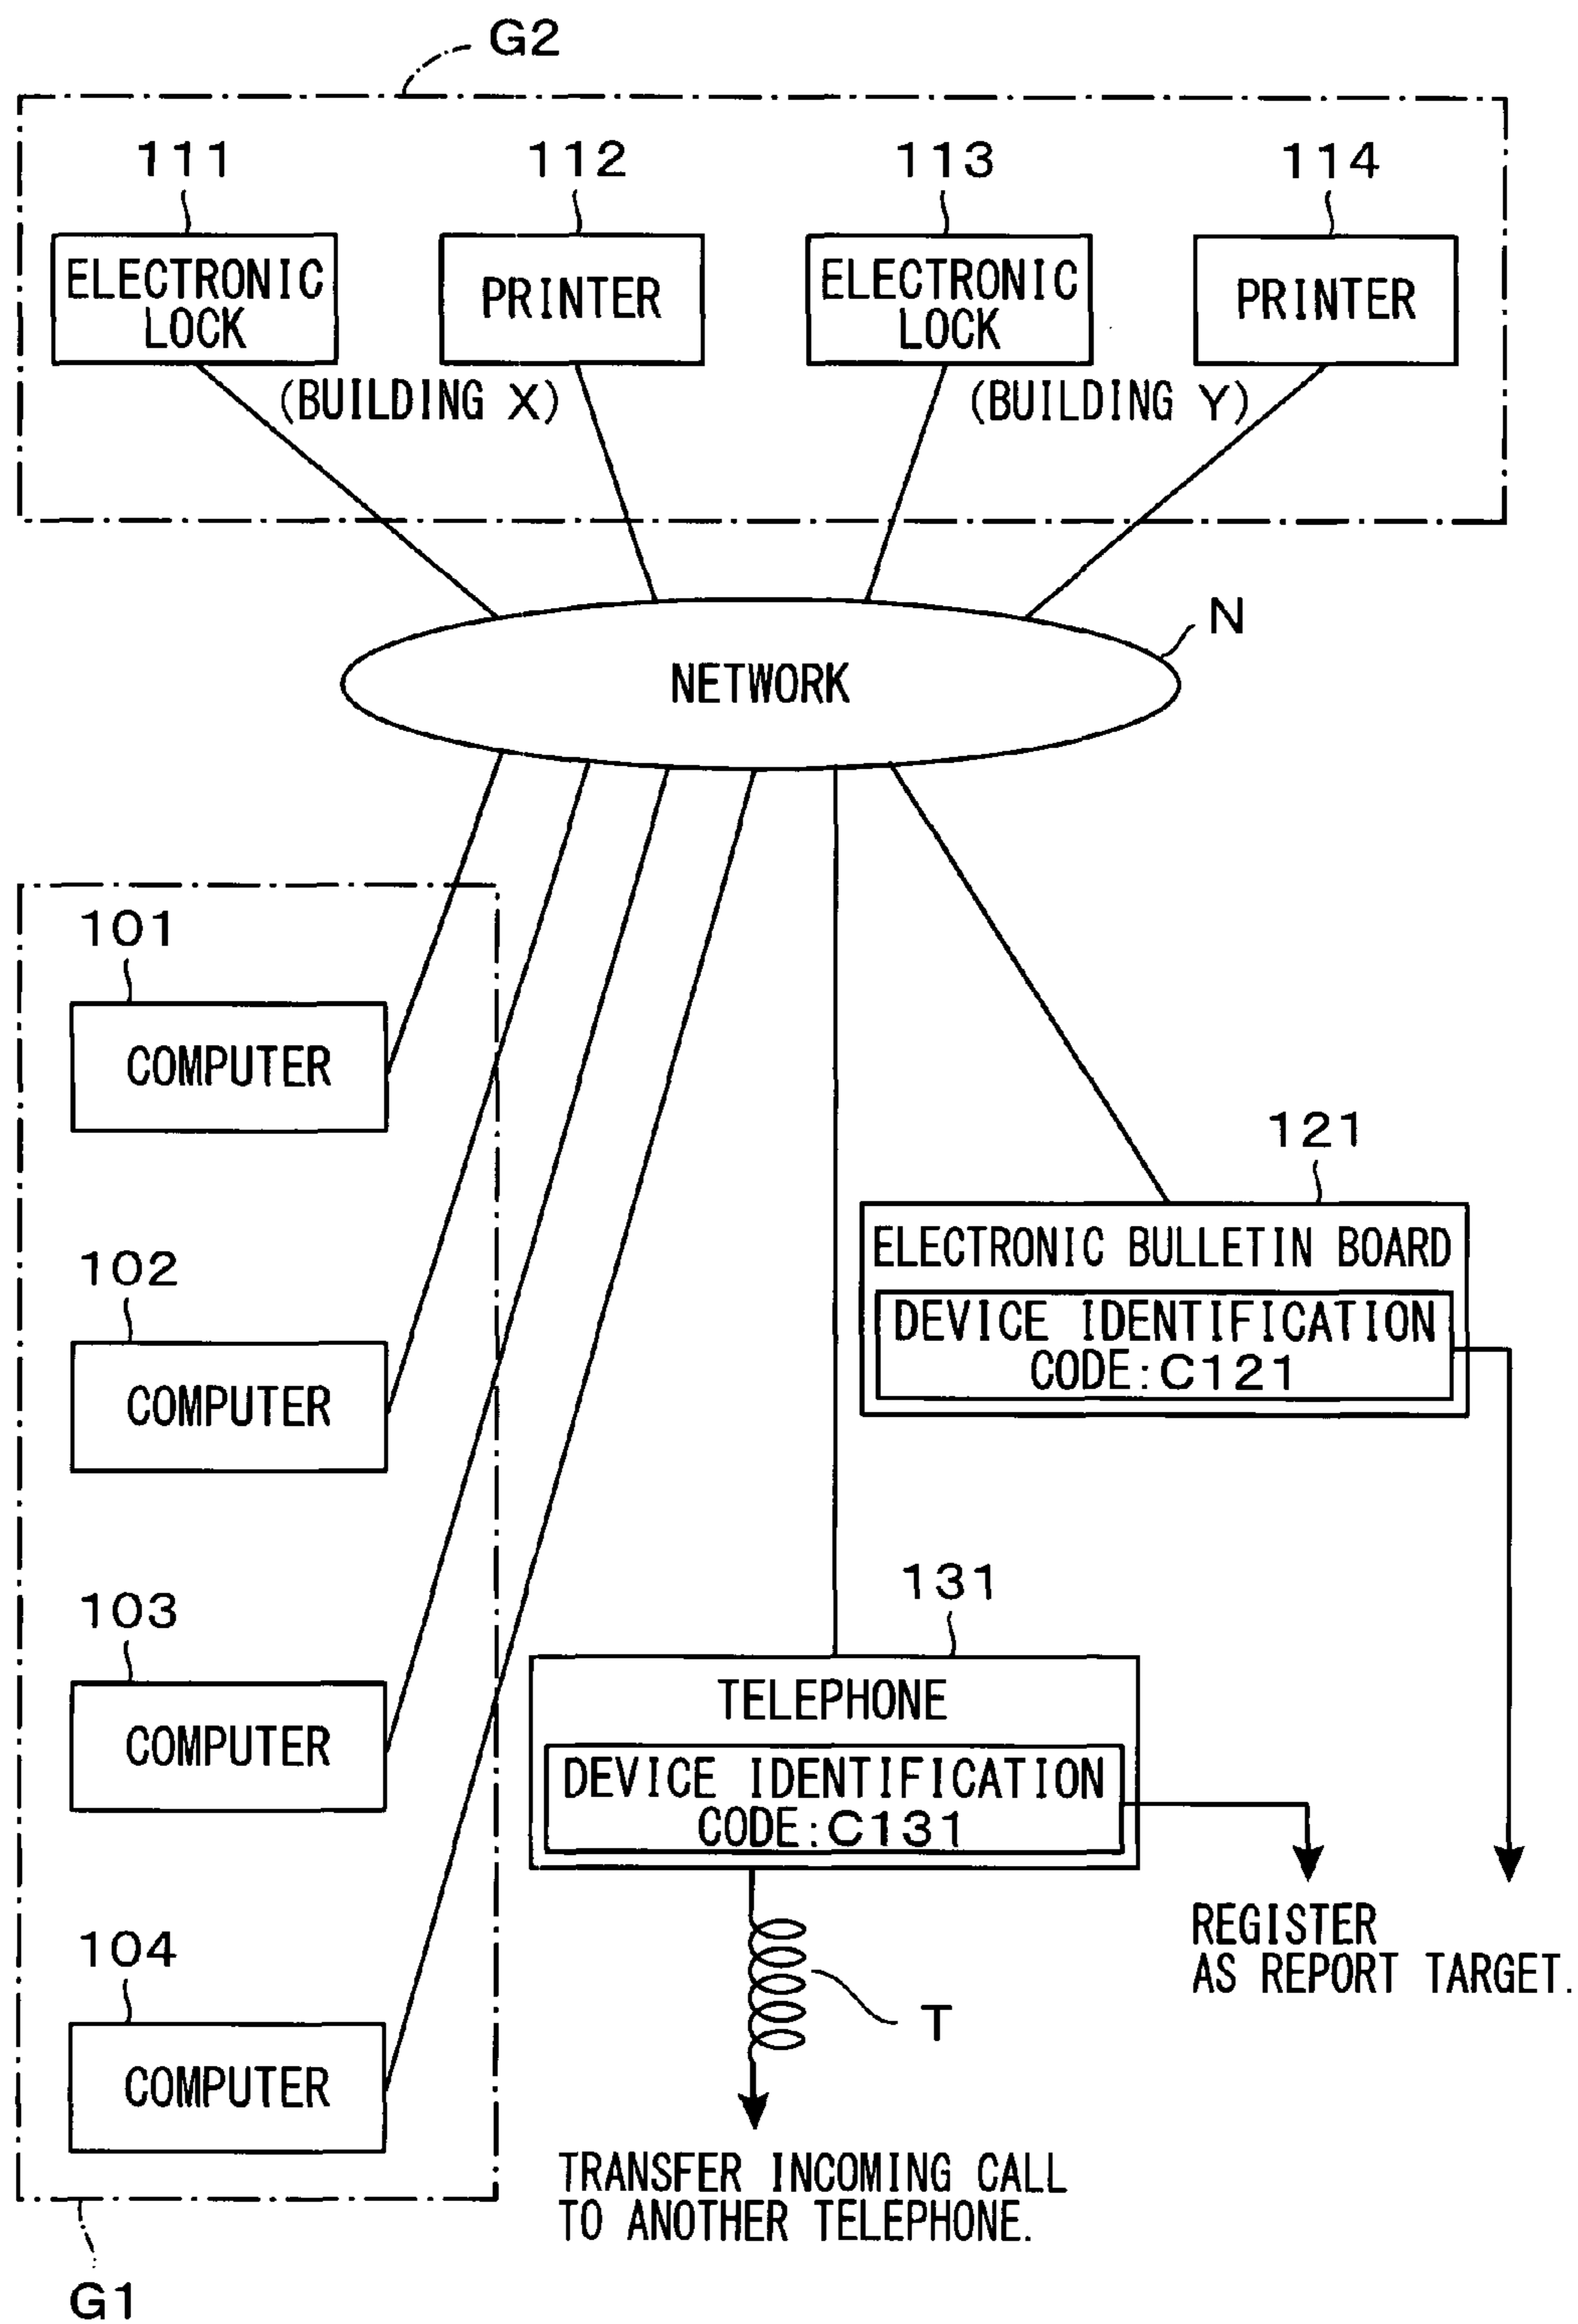 G2
111
112
113
114
ELECTRONIC
LOCK
PRINTER
ELECTRONIC
LOCK
PRINTER
(BUILDING X)
(BUILDING Y)
N
NETWORK
101
COMPUTER
121
ELECTRONIC BULLETIN BOARD
DEVICE IDENTIFICATION
CODE:C121
102
COMPUTER
131
TELEPHONE
DEVICE IDENTIFICATION
CODE:C131
103
COMPUTER
REGISTER
AS REPORT TARGET.
104
COMPUTER
T
TRANSFER INCOMING CALL
TO ANOTHER TELEPHONE.
G1